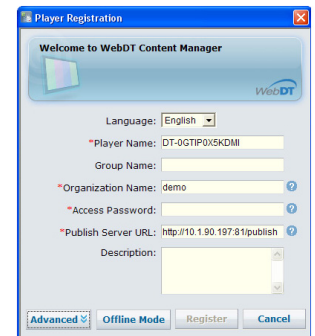 Player Registration
Welcome to WebDT Content Manager
WebDT
Language: English
*Player Name: DT-0GTIP0X5KDMI
Group Name:
*Organization Name: demo
*Access Password:
*Publish Server URL: http://10.1.90.197:81/publish
Description:
Advanced Offline Mode Register Cancel